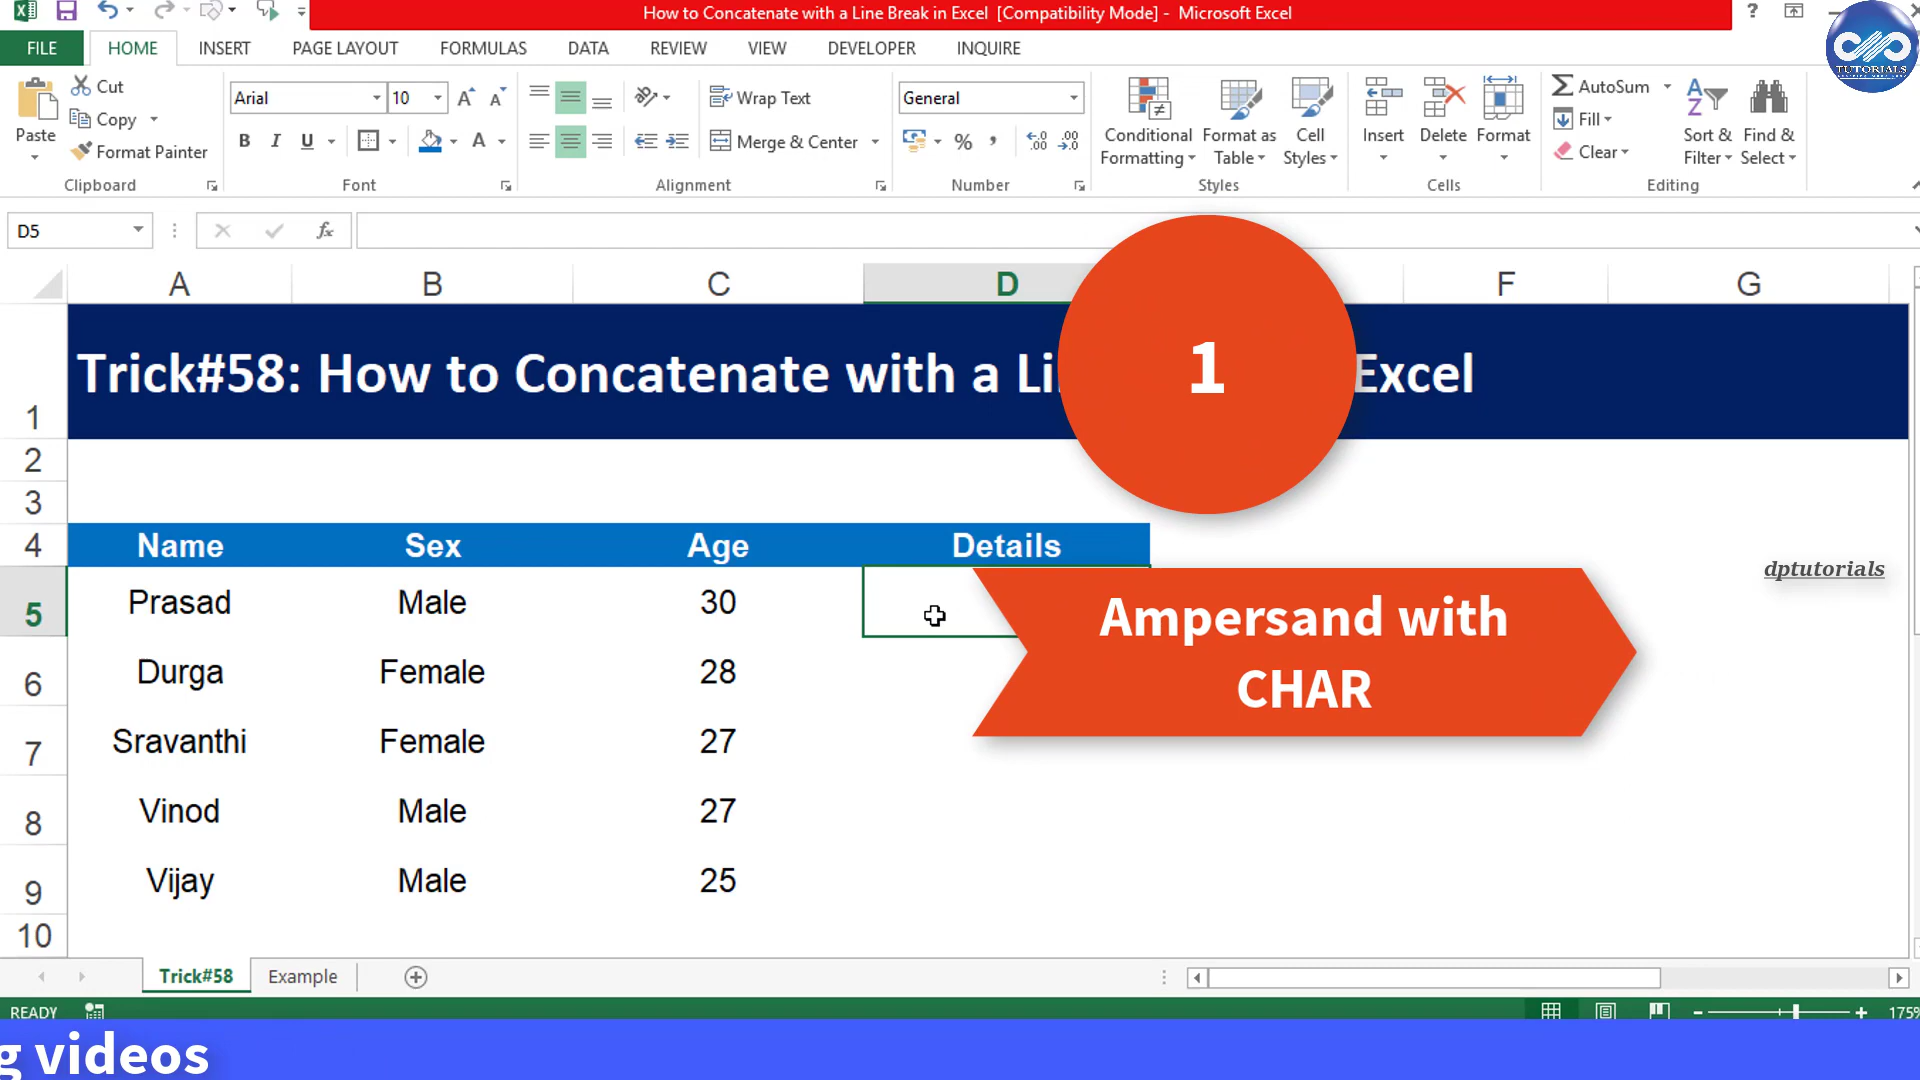 How to Concatenate with a Line Break in Excel [Compatibility Mode] - Microsoft Excel
FILE HOME INSERT PAGE LAYOUT FORMULAS DATA REVIEW VIEW DEVELOPER INQUIRE
TUTORIALS
Paste
Cut
Copy
Format Painter
Clipboard
Arial 10
B I U
Font
Wrap Text
Merge & Center
Alignment
General
Number
Conditional Formatting
Format as Table
Cell Styles
Styles
Insert
Delete
Format
Cells
AutoSum
Fill
Clear
Sort & Filter
Find & Select
Editing
D5
fx
A B C D F G
1 Trick#58: How to Concatenate with a Li Excel
1
2
3
4 Name Sex Age Details
5 Prasad Male 30
6 Durga Female 28
7 Sravanthi Female 27
8 Vinod Male 27
9 Vijay Male 25
10
Ampersand with
CHAR
dptutorials
Trick#58 Example
READY
175%
g videos